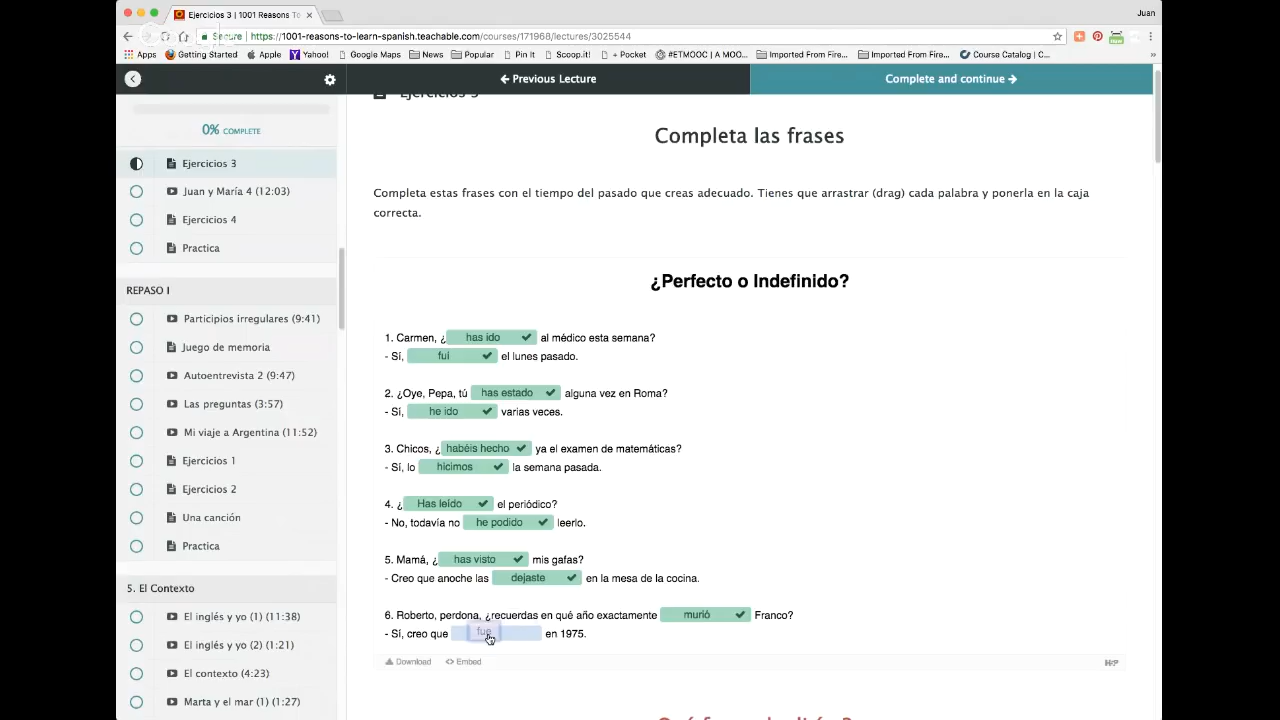 Ejercicios 3 | 1001 Reasons To
Juan
Secure
https://1001-reasons-to-learn-spanish.teachable.com/courses/171968/lectures/3025544
Apps Getting Started Apple Yahoo! Google Maps News Popular Pin It Scoop.it! + Pocket #ETMOOC | A MOO... Imported From Fire... Imported From Fire... Course Catalog | C... »
← Previous Lecture
Complete and continue →
0% COMPLETE
Ejercicios 3
Juan y María 4 (12:03)
Ejercicios 4
Practica
REPASO I
Participios irregulares (9:41)
Juego de memoria
Autoentrevista 2 (9:47)
Las preguntas (3:57)
Mi viaje a Argentina (11:52)
Ejercicios 1
Ejercicios 2
Una canción
Practica
5. El Contexto
El inglés y yo (1) (11:38)
El inglés y yo (2) (1:21)
El contexto (4:23)
Marta y el mar (1) (1:27)
Ejercicios 3
Completa las frases
Completa estas frases con el tiempo del pasado que creas adecuado. Tienes que arrastrar (drag) cada palabra y ponerla en la caja
correcta.
¿Perfecto o Indefinido?
1. Carmen, ¿ has ido ✔ al médico esta semana?
- Sí, fuí ✔ el lunes pasado.
2. ¿Oye, Pepa, tú has estado ✔ alguna vez en Roma?
- Sí, he ido ✔ varias veces.
3. Chicos, ¿ habéis hecho ✔ ya el examen de matemáticas?
- Sí, lo hicimos ✔ la semana pasada.
4. ¿ Has leído ✔ el periódico?
- No, todavía no he podido ✔ leerlo.
5. Mamá, ¿ has visto ✔ mis gafas?
- Creo que anoche las dejaste ✔ en la mesa de la cocina.
6. Roberto, perdona, ¿recuerdas en qué año exactamente murió ✔ Franco?
- Sí, creo que fue en 1975.
Download <> Embed
H5P